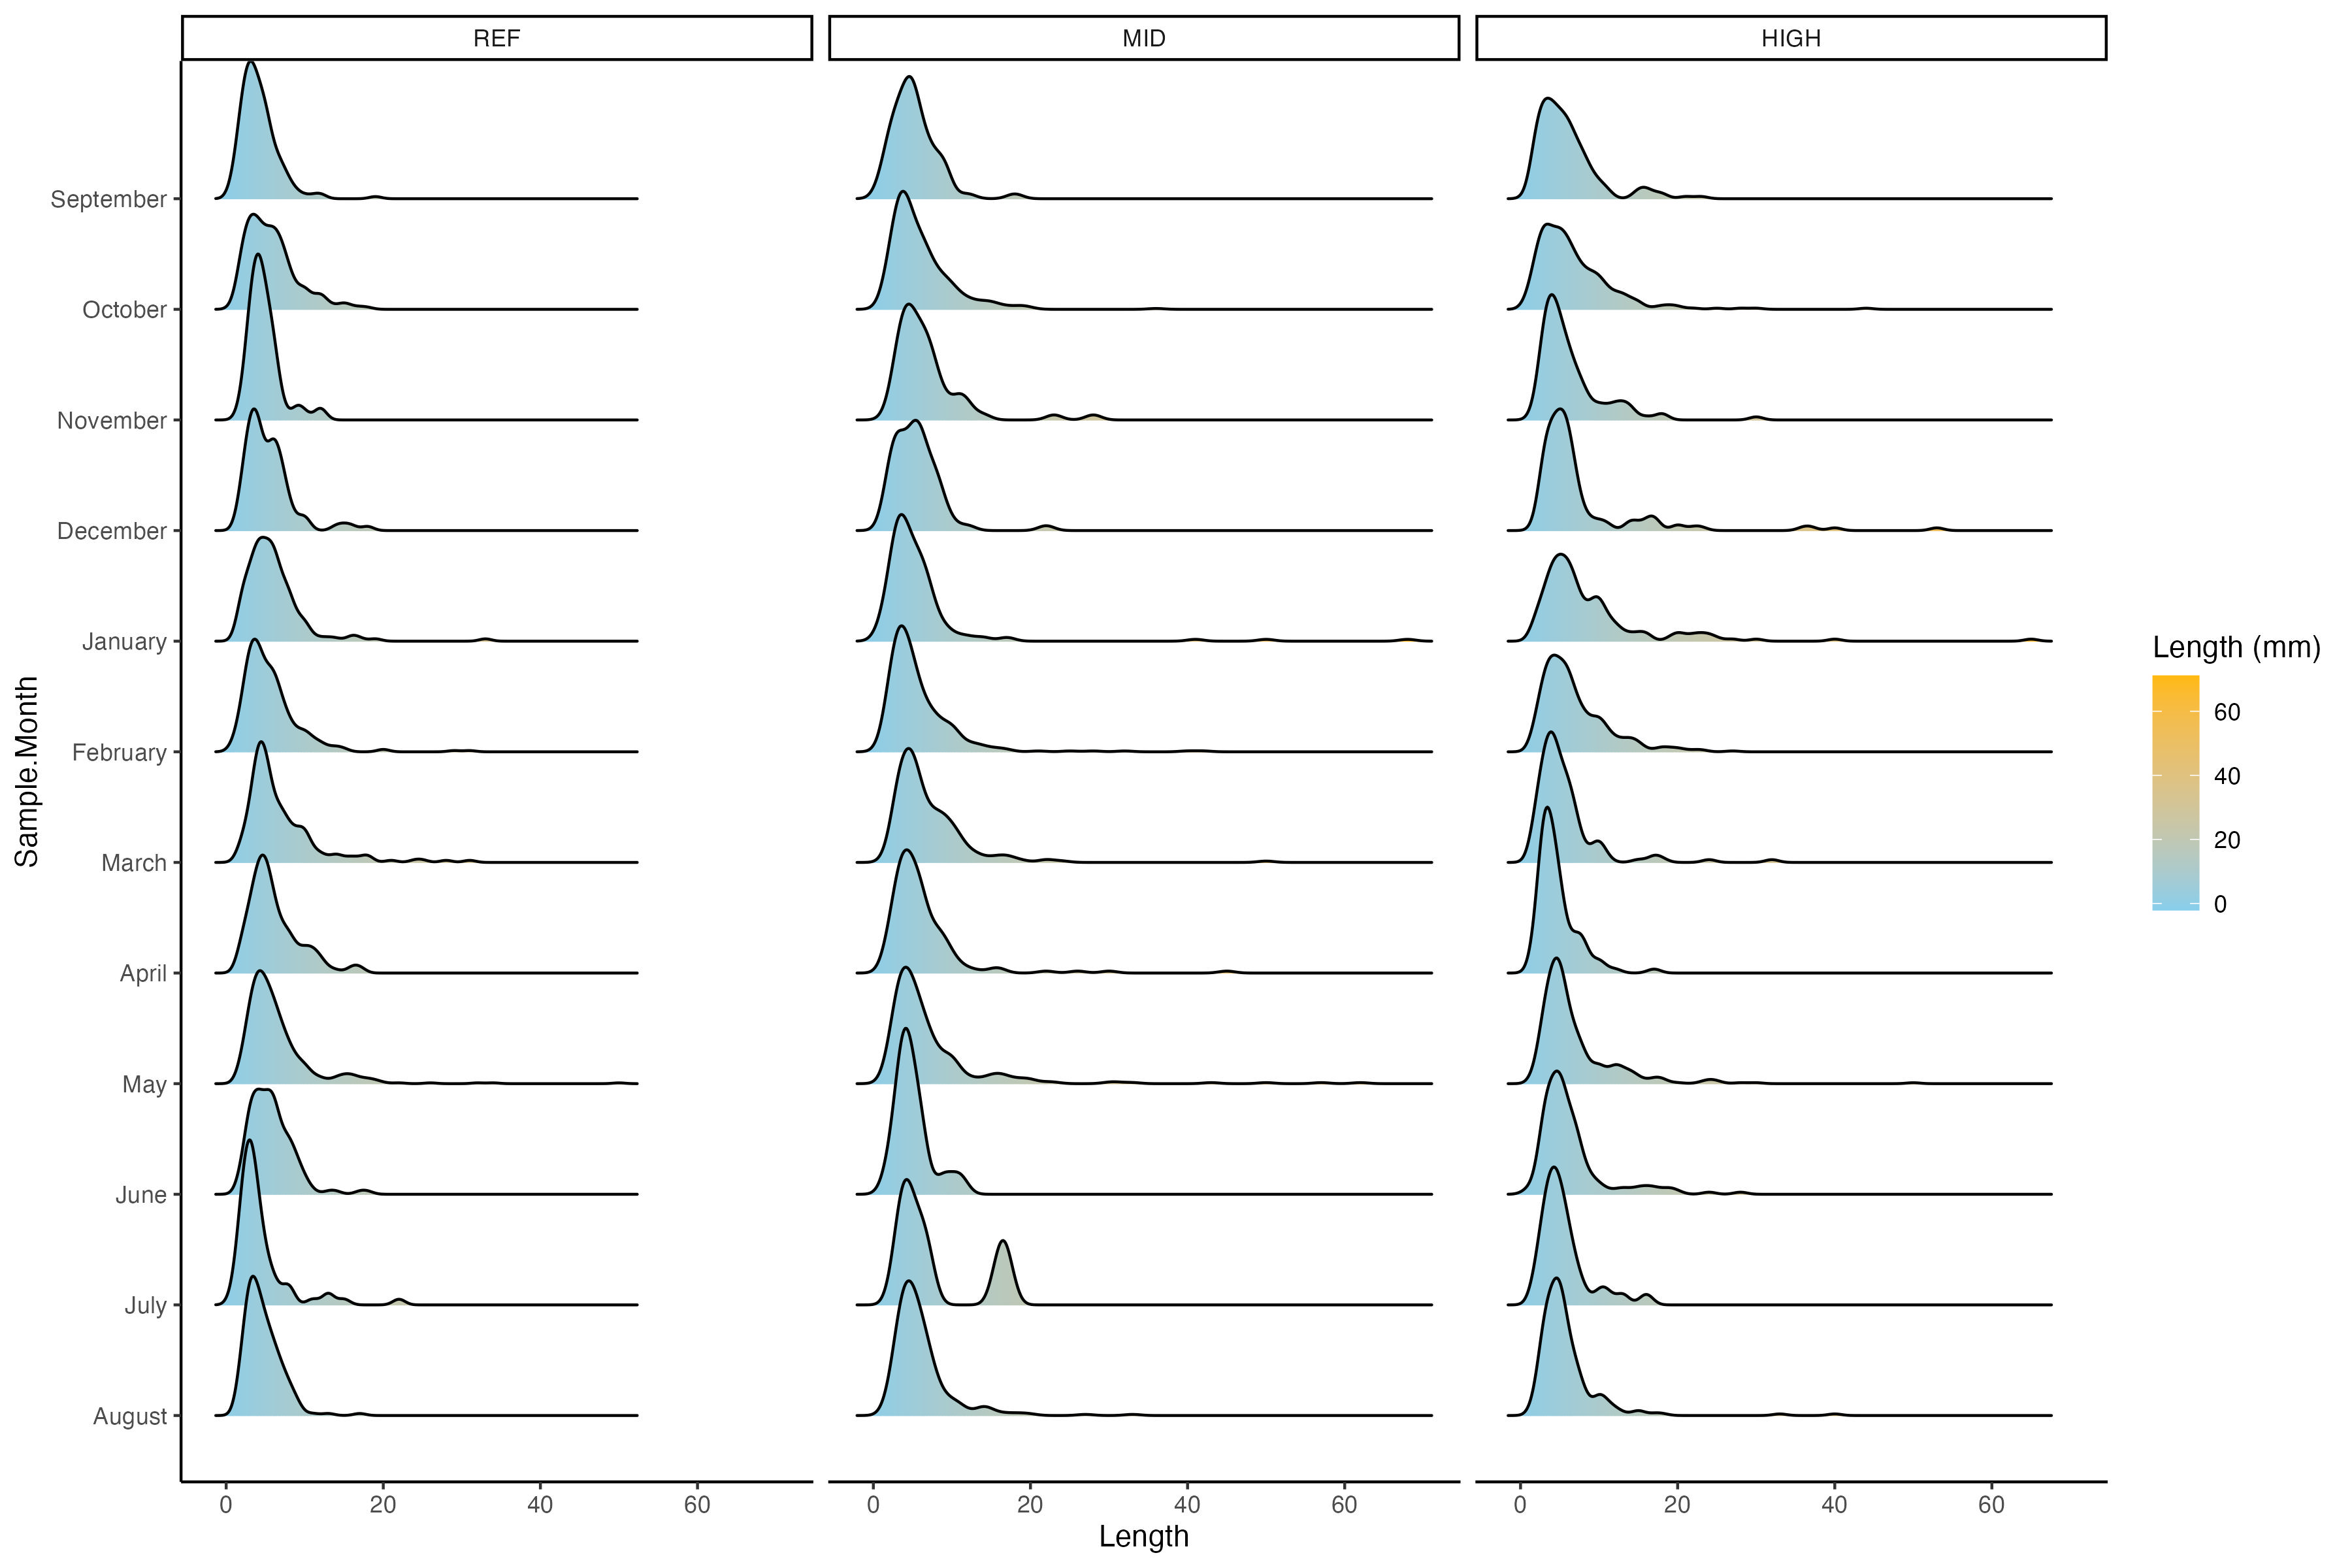 REF MID HIGH
September
October
November
December
January
February
March
April
May
June
July
August
Sample.Month
0 20 40 60 0 20 40 60 0 20 40 60
Length
Length (mm)
60
40
20
0